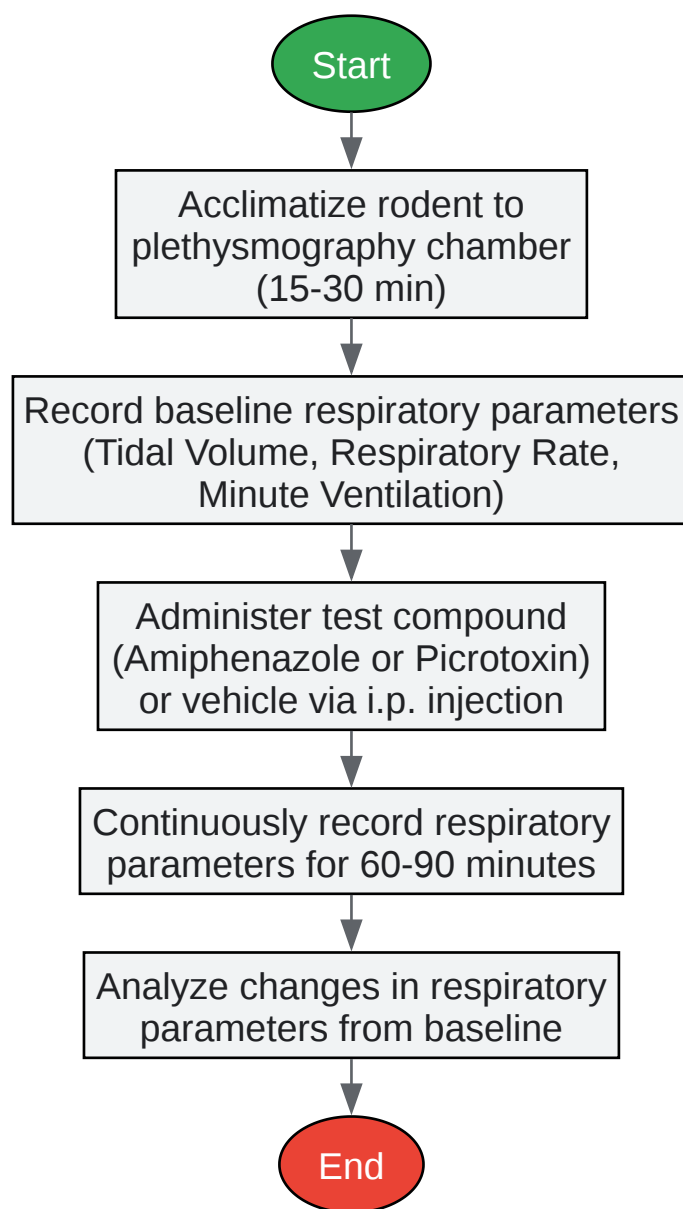 Start
Acclimatize rodent to
plethysmography chamber
(15-30 min)
Record baseline respiratory parameters
(Tidal Volume, Respiratory Rate,
Minute Ventilation)
Administer test compound
(Amiphenazole or Picrotoxin)
or vehicle via i.p. injection
Continuously record respiratory
parameters for 60-90 minutes
Analyze changes in respiratory
parameters from baseline
End